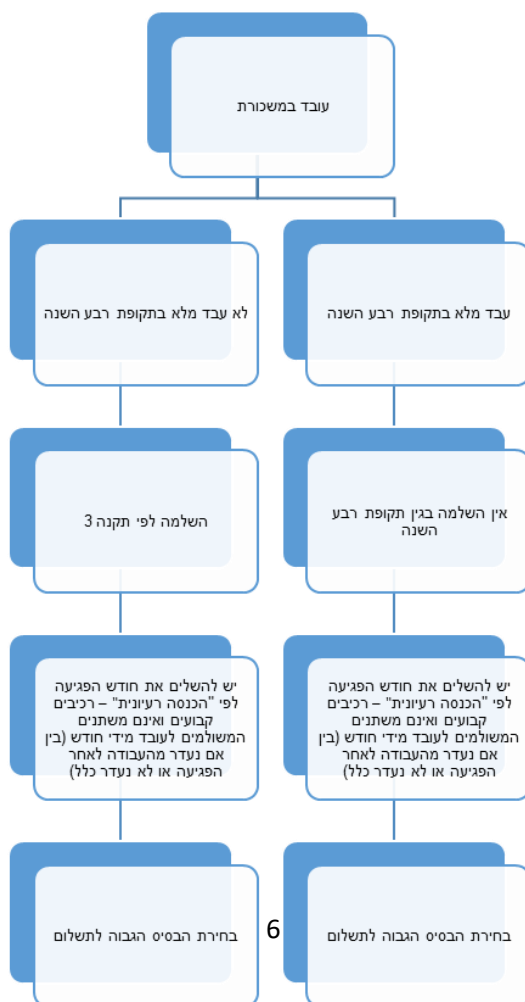 עובד במשכורת
עבד מלא בתקופת רבע השנה
לא עבד מלא בתקופת רבע השנה
אין השלמה בגין תקופת רבע
השנה
השלמה לפי תקנה 3
יש להשלים את חודש הפגיעה
לפי "הכנסה רעיונית" – רכיבים
קבועים ואינם משתנים
המשולמים לעובד מידי חודש (בין
אם נעדר מהעבודה לאחר
הפגיעה או לא נעדר כלל)
יש להשלים את חודש הפגיעה
לפי "הכנסה רעיונית" – רכיבים
קבועים ואינם משתנים
המשולמים לעובד מידי חודש (בין
אם נעדר מהעבודה לאחר
הפגיעה או לא נעדר כלל)
בחירת הבסיס הגבוה לתשלום
בחירת הבסיס הגבוה לתשלום
6